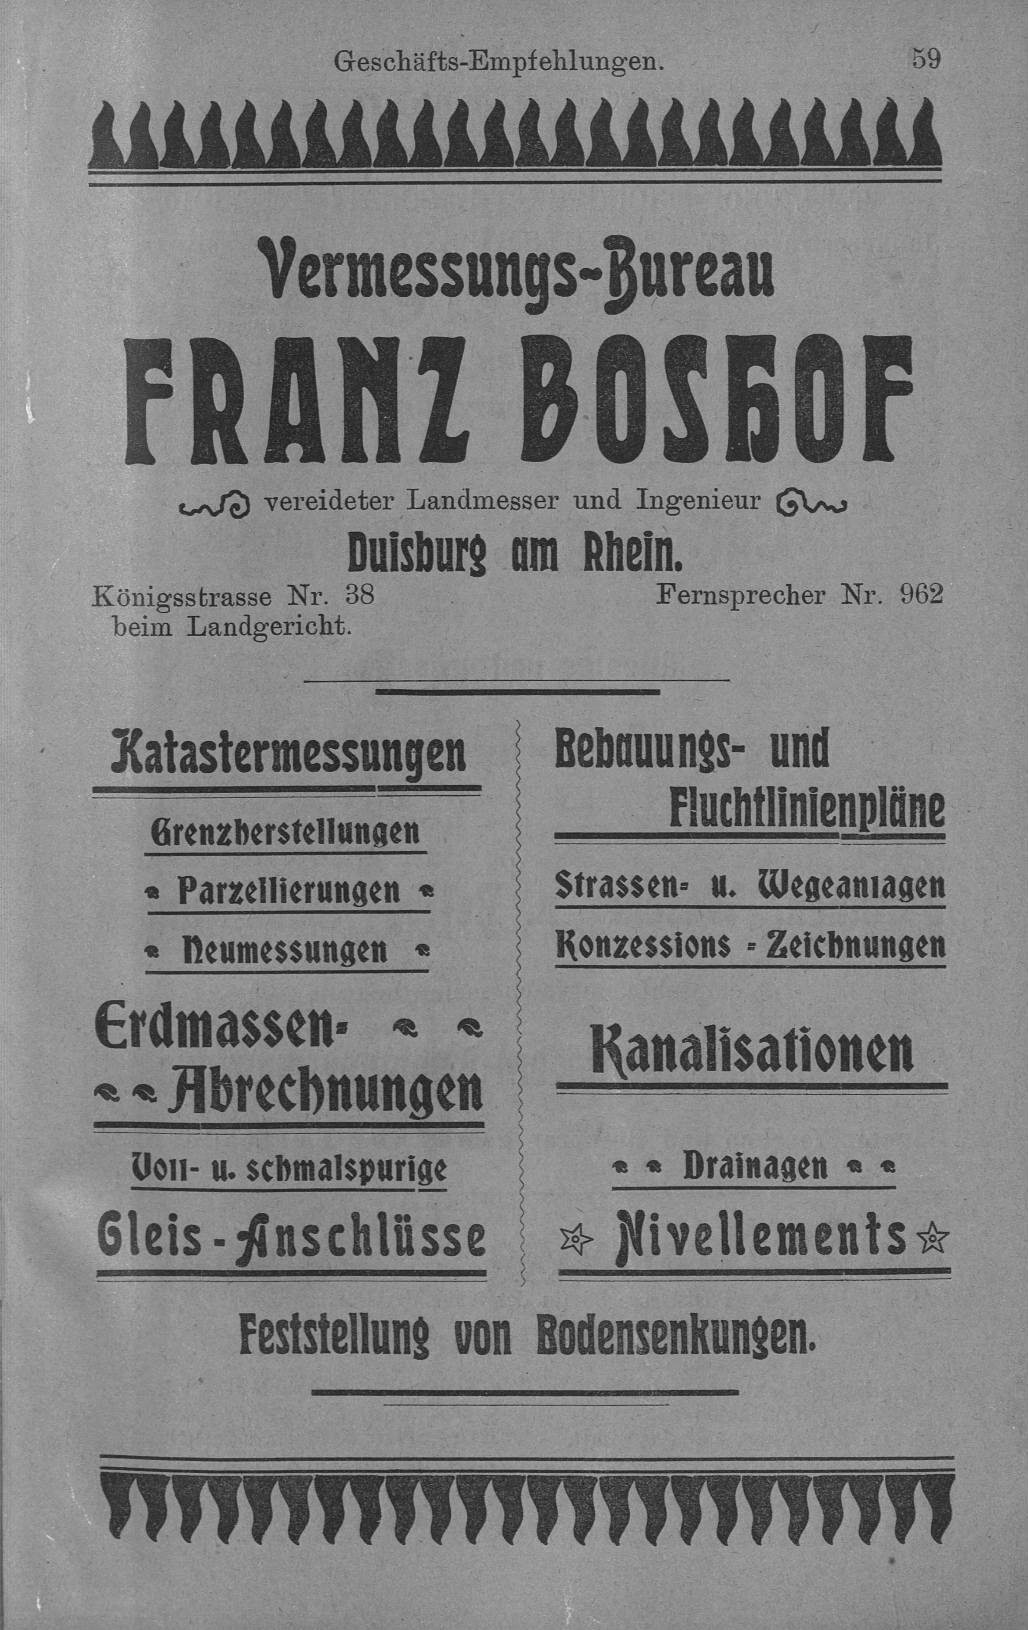 Geschäfts-Empfehlungen. 59
Vermessungs-Bureau
FRANZ BOSHOF
vereideter Landmesser und Ingenieur
Duisburg am Rhein.
Königsstrasse Nr. 38
beim Landgericht.
Fernsprecher Nr. 962
Katastermessungen
Grenzherstellungen
Parzellierungen
Neumessungen
Erdmassen-
Abrechnungen
Voll- u. schmalspurige
Gleis-Anschlüsse
Bebauungs- und
Fluchtlinienpläne
Strassen- u. Wegeanlagen
Konzessions-Zeichnungen
Kanalisationen
Drainagen
Nivellements
Feststellung von Bodensenkungen.